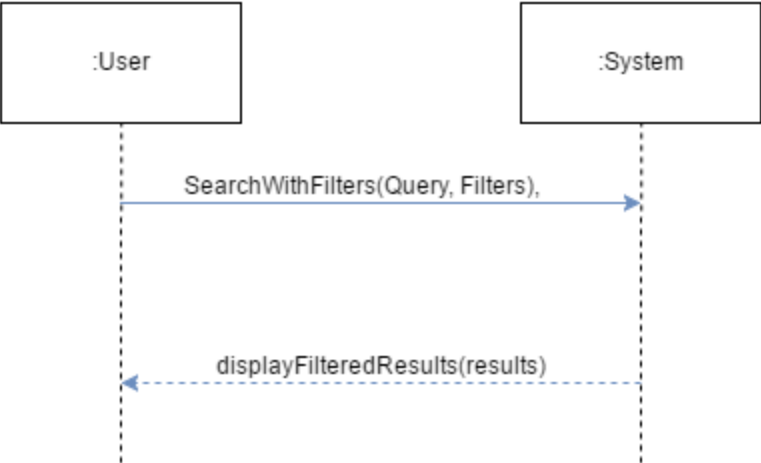 :User
:System
SearchWithFilters(Query, Filters),
displayFilteredResults(results)